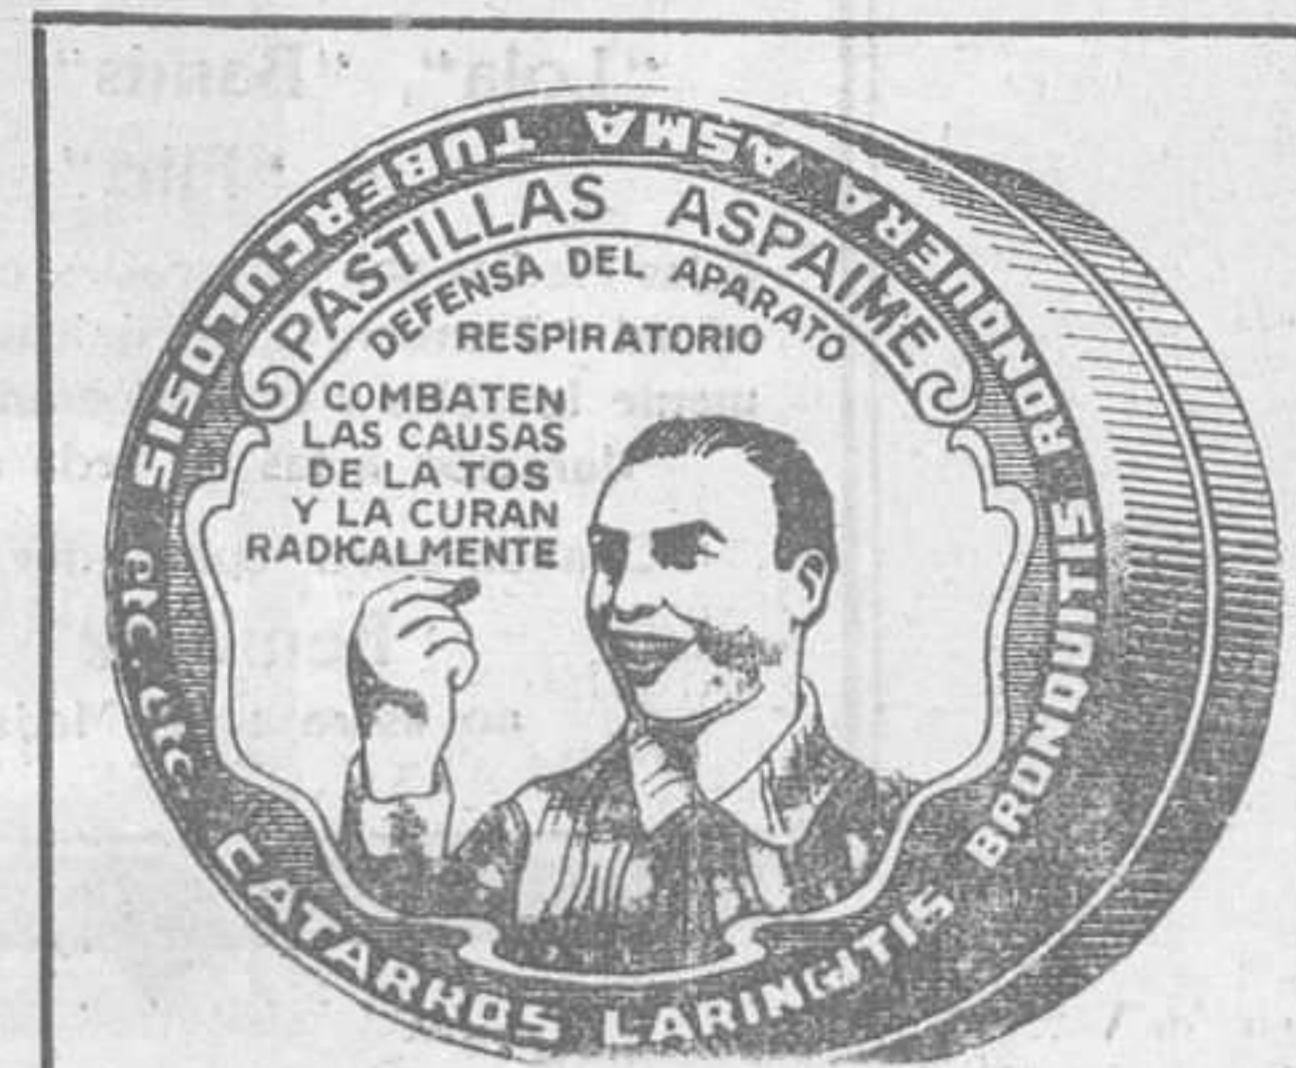 PASTILLAS ASPAIME
DEFENSA DEL APARATO
RESPIRATORIO
COMBATEN
LAS CAUSAS
DE LA TOS
Y LA CURAN
RADICALMENTE
CATARROS LARINGITIS BRONQUITIS RONQUERA ASMA TUBERCULOSIS etc. etc.